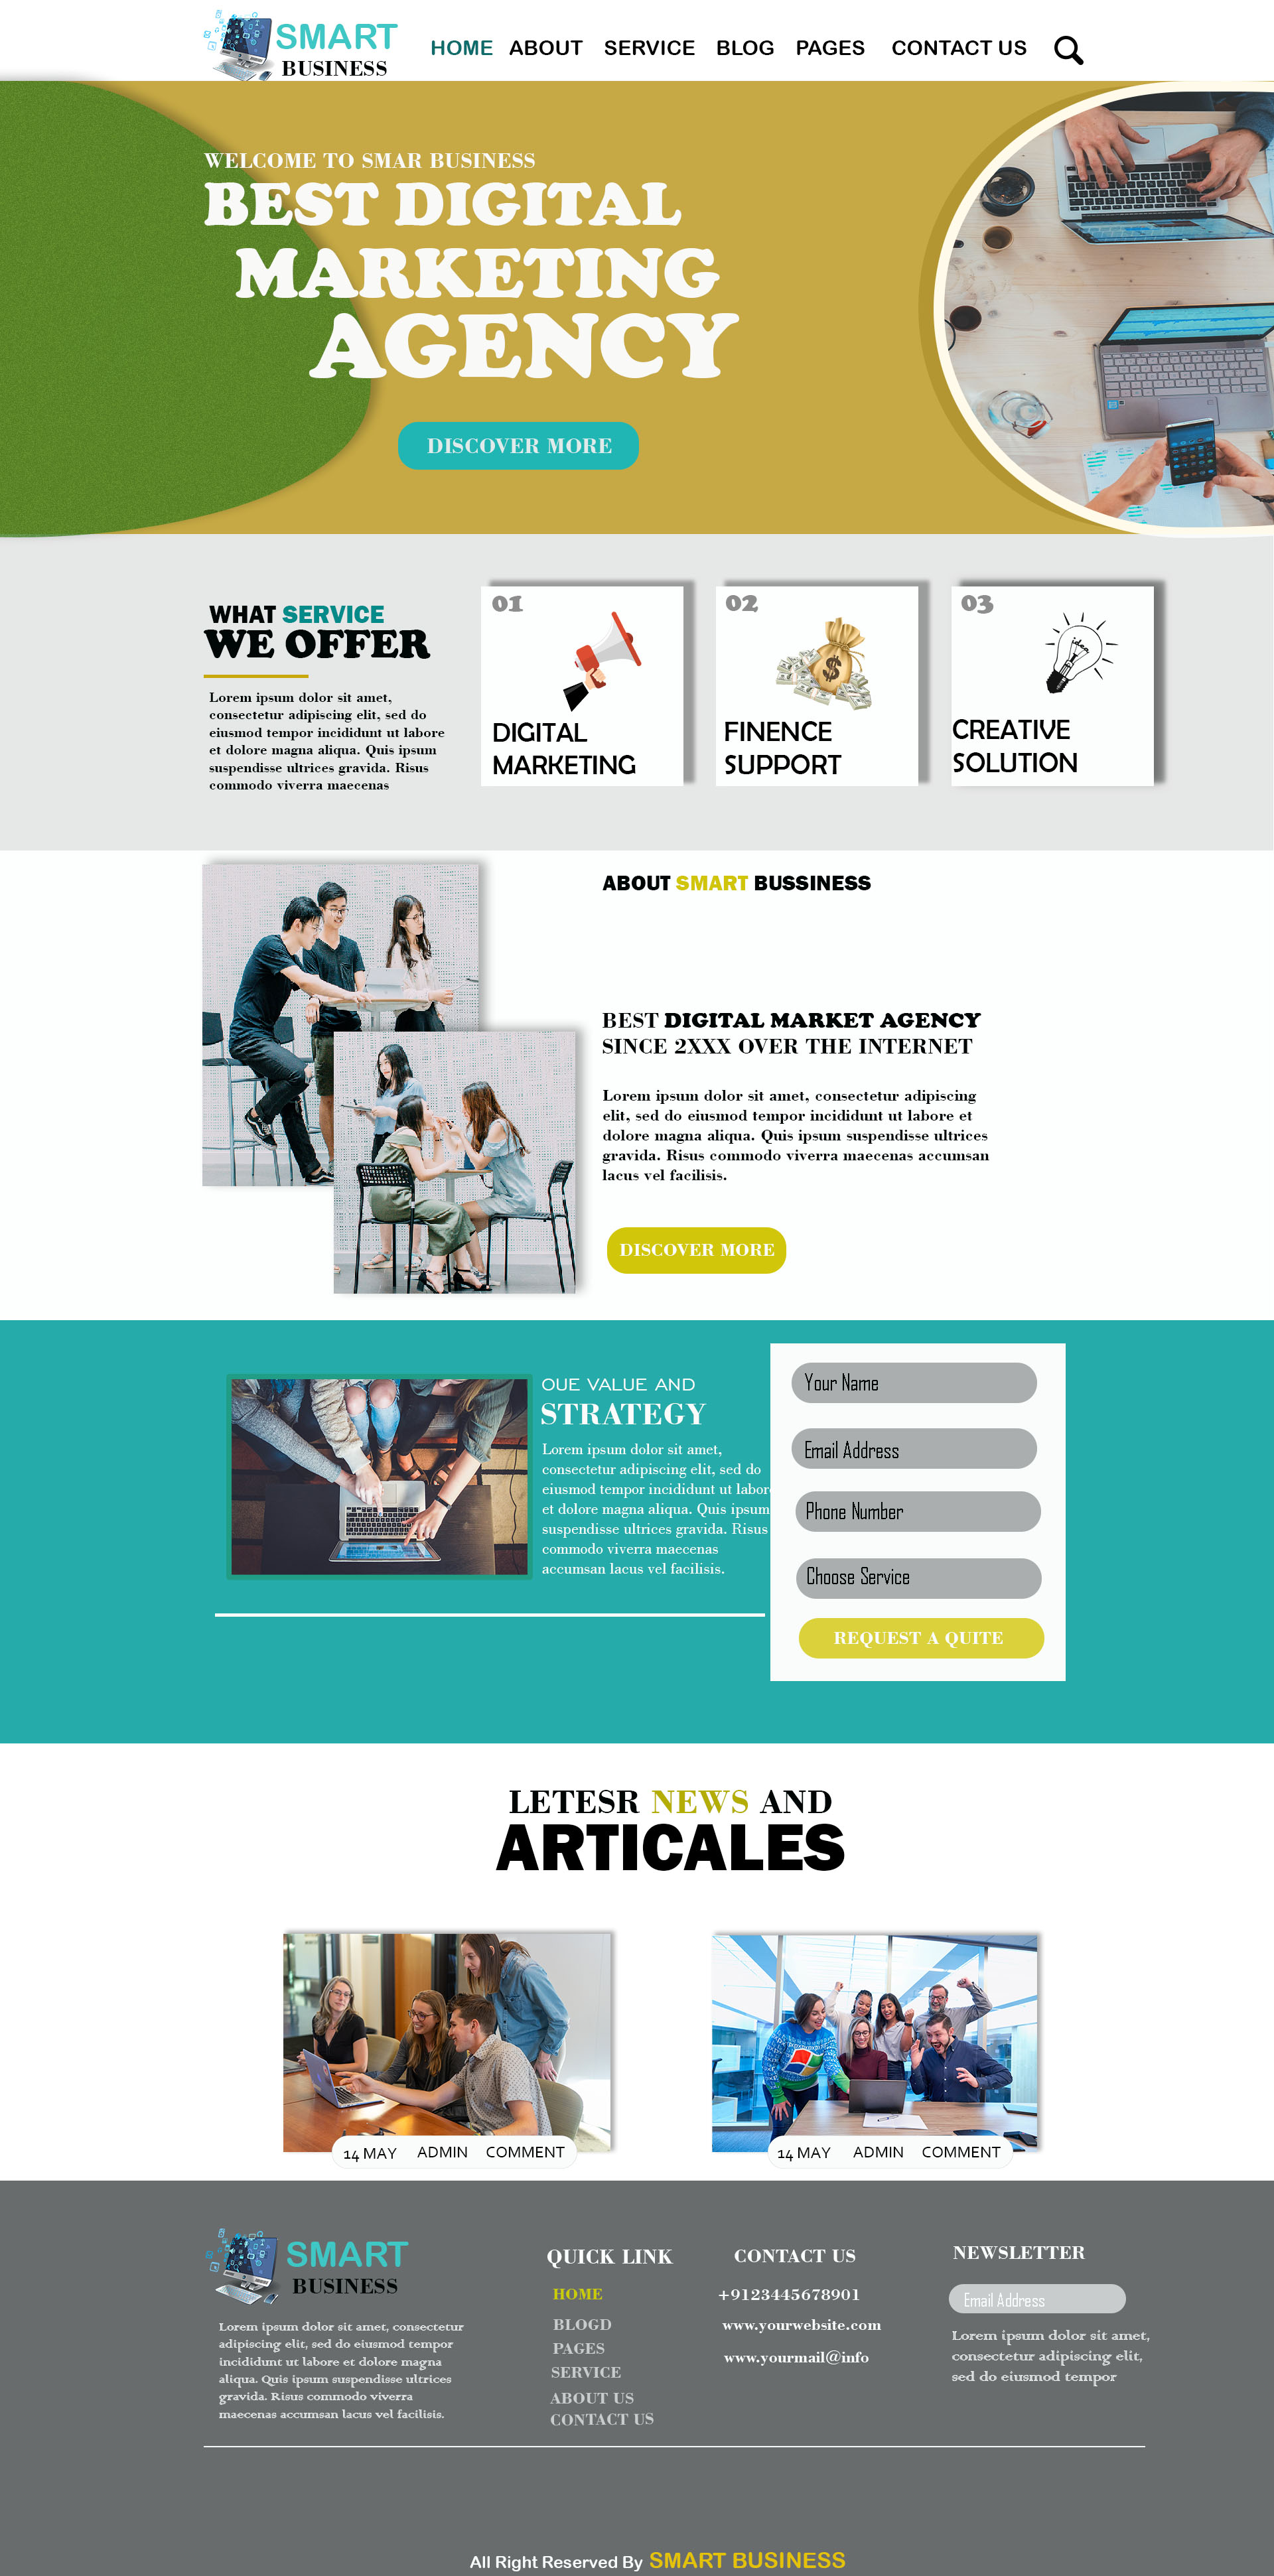 SMART
BUSINESS
HOME ABOUT SERVICE BLOG PAGES CONTACT US
WELCOME TO SMAR BUSINESS
BEST DIGITAL
MARKETING
AGENCY
DISCOVER MORE
WHAT SERVICE
WE OFFER
Lorem ipsum dolor sit amet,
consectetur adipiscing elit, sed do
eiusmod tempor incididunt ut labore
et dolore magna aliqua. Quis ipsum
suspendisse ultrices gravida. Risus
commodo viverra maecenas
01
DIGITAL
MARKETING
02
$
FINENCE
SUPPORT
03
idea
CREATIVE
SOLUTION
ABOUT SMART BUSSINESS
BEST DIGITAL MARKET AGENCY
SINCE 2XXX OVER THE INTERNET
Lorem ipsum dolor sit amet, consectetur adipiscing
elit, sed do eiusmod tempor incididunt ut labore et
dolore magna aliqua. Quis ipsum suspendisse ultrices
gravida. Risus commodo viverra maecenas accumsan
lacus vel facilisis.
DISCOVER MORE
OUE VALUE AND
STRATEGY
Lorem ipsum dolor sit amet,
consectetur adipiscing elit, sed do
eiusmod tempor incididunt ut labore
et dolore magna aliqua. Quis ipsum
suspendisse ultrices gravida. Risus
commodo viverra maecenas
accumsan lacus vel facilisis.
Your Name
Email Address
Phone Number
Choose Service
REQUEST A QUITE
LETESR NEWS AND
ARTICALES
14 MAY ADMIN COMMENT
14 MAY ADMIN COMMENT
SMART
BUSINESS
Lorem ipsum dolor sit amet, consectetur
adipiscing elit, sed do eiusmod tempor
incididunt ut labore et dolore magna
aliqua. Quis ipsum suspendisse ultrices
gravida. Risus commodo viverra
maecenas accumsan lacus vel facilisis.
QUICK LINK
HOME
BLOGD
PAGES
SERVICE
ABOUT US
CONTACT US
CONTACT US
+9123445678901
www.yourwebsite.com
www.yourmail@info
NEWSLETTER
Email Address
Lorem ipsum dolor sit amet,
consectetur adipiscing elit,
sed do eiusmod tempor
All Right Reserved By SMART BUSINESS